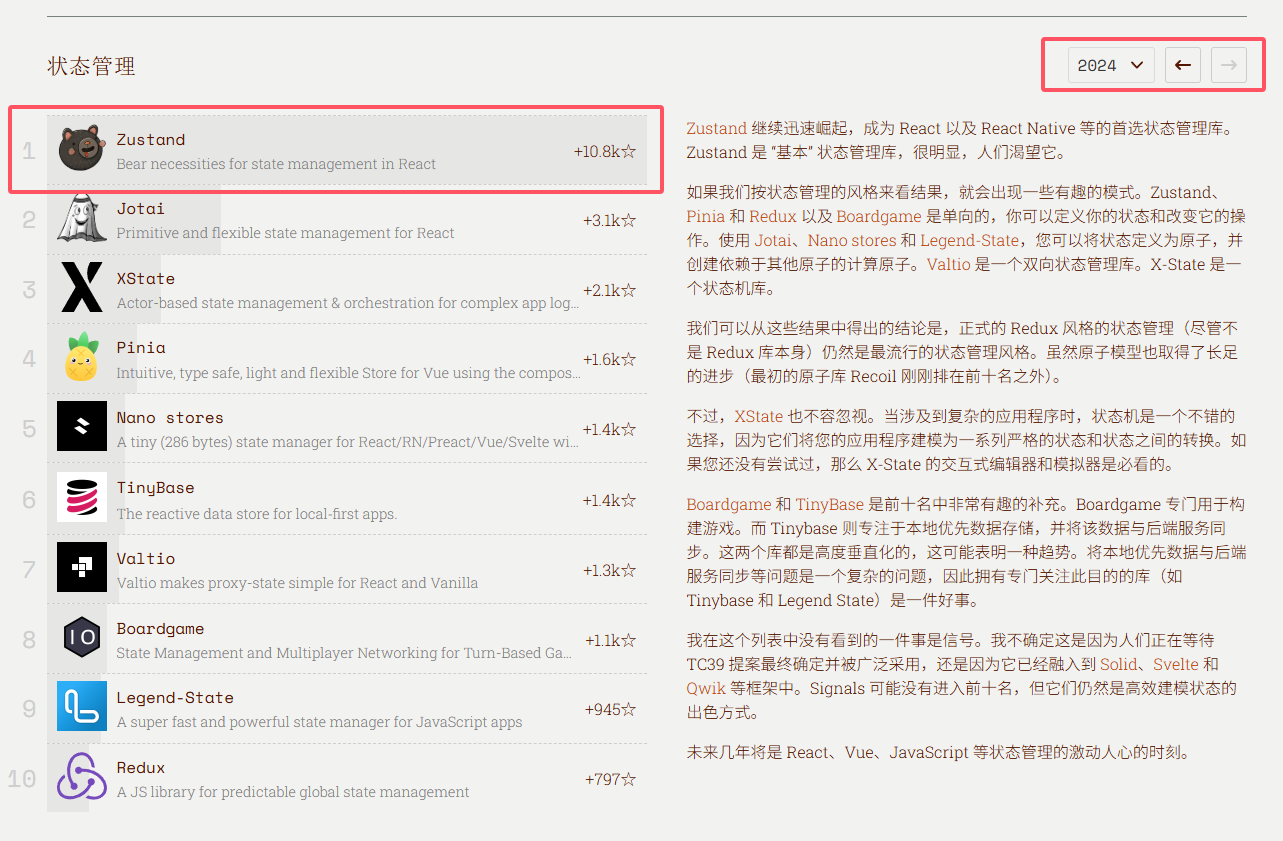 状态管理
2024
1
Zustand
Bear necessities for state management in React
+10.8k☆
2
Jotai
Primitive and flexible state management for React
+3.1k☆
3
XState
Actor-based state management & orchestration for complex app log...
+2.1k☆
4
Pinia
Intuitive, type safe, light and flexible Store for Vue using the compos...
+1.6k☆
5
Nano stores
A tiny (286 bytes) state manager for React/RN/Preact/Vue/Svelte wi...
+1.4k☆
6
TinyBase
The reactive data store for local-first apps.
+1.4k☆
7
Valtio
Valtio makes proxy-state simple for React and Vanilla
+1.3k☆
8
IO
Boardgame
State Management and Multiplayer Networking for Turn-Based Ga...
+1.1k☆
9
Legend-State
A super fast and powerful state manager for JavaScript apps
+945☆
10
Redux
A JS library for predictable global state management
+797☆
Zustand 继续迅速崛起，成为 React 以及 React Native 等的首选状态管理库。
Zustand 是 “基本” 状态管理库，很明显，人们渴望它。
如果我们按状态管理的风格来看结果，就会出现一些有趣的模式。Zustand、
Pinia 和 Redux 以及 Boardgame 是单向的，你可以定义你的状态和改变它的操
作。使用 Jotai、Nano stores 和 Legend-State，您可以将状态定义为原子，并
创建依赖于其他原子的计算原子。Valtio 是一个双向状态管理库。X-State 是一
个状态机库。
我们可以从这些结果中得出的结论是，正式的 Redux 风格的状态管理（尽管不
是 Redux 库本身）仍然是最流行的状态管理风格。虽然原子模型也取得了长足
的进步（最初的原子库 Recoil 刚刚排在前十名之外）。
不过，XState 也不容忽视。当涉及到复杂的应用程序时，状态机是一个不错的
选择，因为它们将您的应用程序建模为一系列严格的状态和状态之间的转换。如
果您还没有尝试过，那么 X-State 的交互式编辑器和模拟器是必看的。
Boardgame 和 TinyBase 是前十名中非常有趣的补充。Boardgame 专门用于构
建游戏。而 Tinybase 则专注于本地优先数据存储，并将该数据与后端服务同
步。这两个库都是高度垂直化的，这可能表明一种趋势。将本地优先数据与后端
服务同步等问题是一个复杂的问题，因此拥有专门关注此目的的库（如
Tinybase 和 Legend State）是一件好事。
我在这个列表中没有看到的一件事是信号。我不确定这是因为人们正在等待
TC39 提案最终确定并被广泛采用，还是因为它已经融入到 Solid、Svelte 和
Qwik 等框架中。Signals 可能没有进入前十名，但它们仍然是高效建模状态的
出色方式。
未来几年将是 React、Vue、JavaScript 等状态管理的激动人心的时刻。